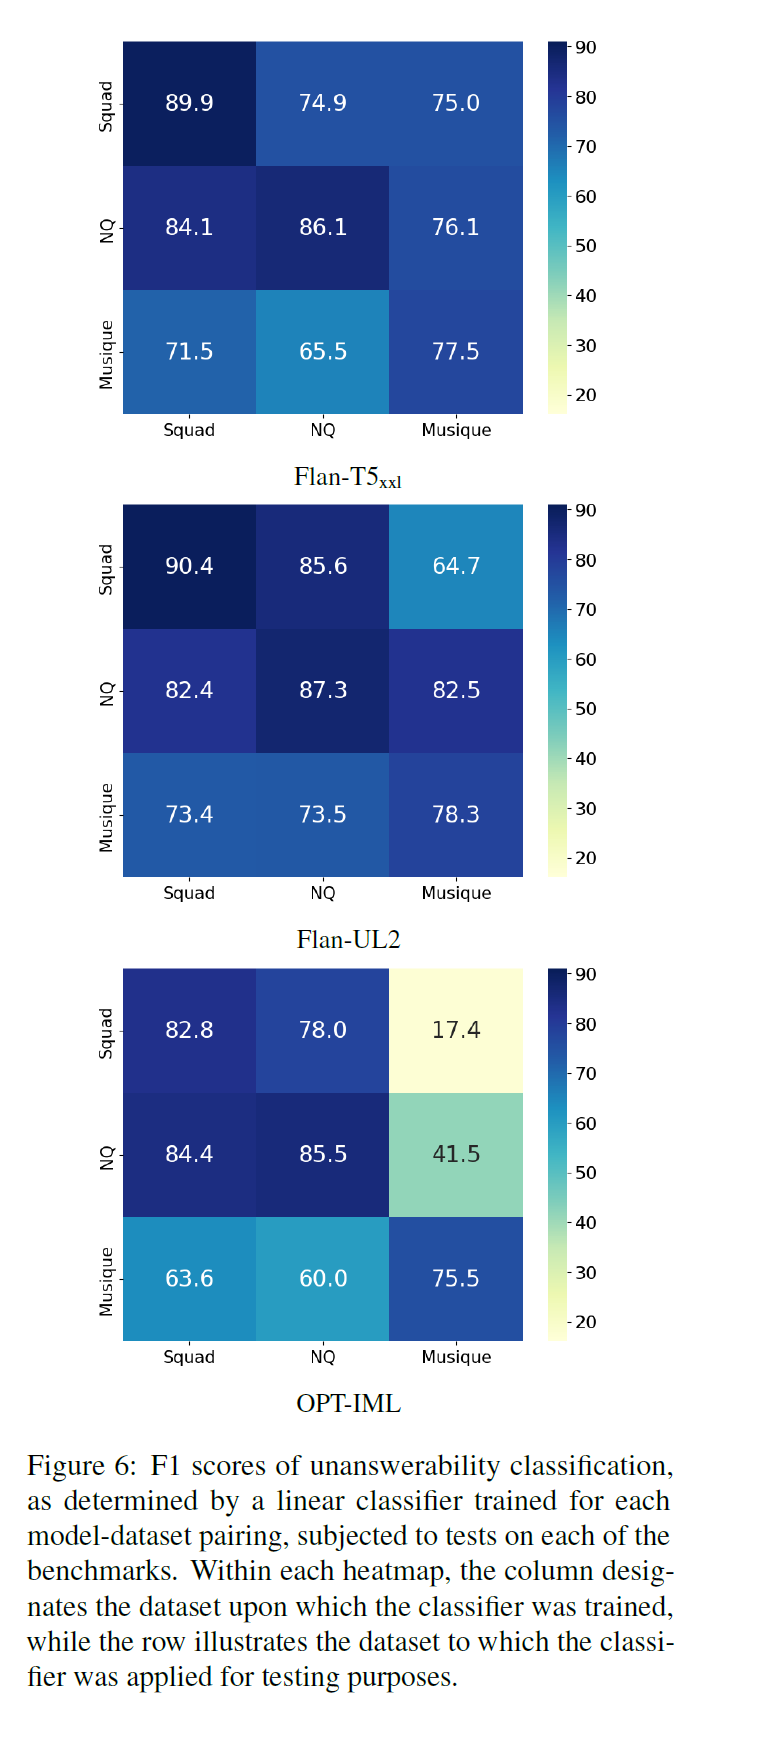 Squad 89.9 74.9 75.0
NQ 84.1 86.1 76.1
Musique 71.5 65.5 77.5
Squad NQ Musique
90
80
70
60
50
40
30
20
Flan-T5xxl
Squad 90.4 85.6 64.7
NQ 82.4 87.3 82.5
Musique 73.4 73.5 78.3
Squad NQ Musique
90
80
70
60
50
40
30
20
Flan-UL2
Squad 82.8 78.0 17.4
NQ 84.4 85.5 41.5
Musique 63.6 60.0 75.5
Squad NQ Musique
90
80
70
60
50
40
30
20
OPT-IML
Figure 6: F1 scores of unanswerability classification,
as determined by a linear classifier trained for each
model-dataset pairing, subjected to tests on each of the
benchmarks. Within each heatmap, the column desig-
nates the dataset upon which the classifier was trained,
while the row illustrates the dataset to which the classi-
fier was applied for testing purposes.